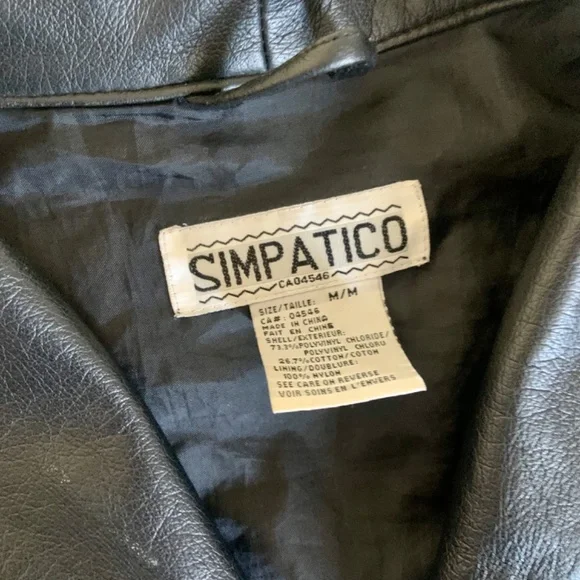 SIMPATICO
CA04546
SIZE/TAILLE: M/M
CA#: 04546
MADE IN CHINA
FAIT EN CHINE
SHELL/EXTERIEUR:
73.3%POLYVINYL CHLORIDE/
POLYVINYL CHLORU
26.7%COTTON/COTON
LINING/DOUBLURE:
100% NYLON
SEE CARE ON REVERSE
VOIR SOINS EN L'ENVERS